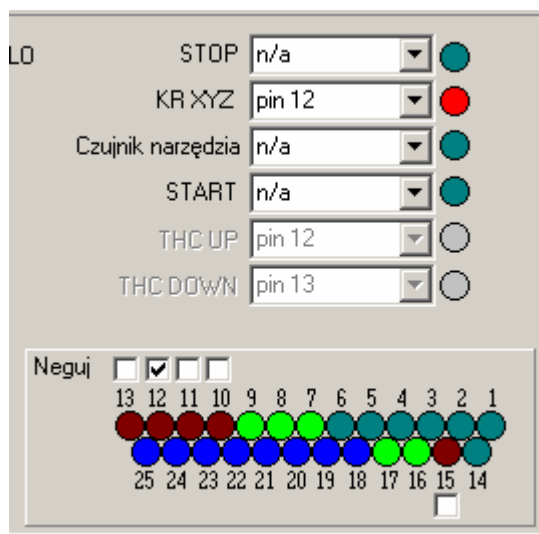 LO STOP n/a
KR XYZ pin 12
Czujnik narzędzia n/a
START n/a
THC UP pin 12
THC DOWN pin 13
Neguj
13 12 11 10 9 8 7 6 5 4 3 2 1
25 24 23 22 21 20 19 18 17 16 15 14